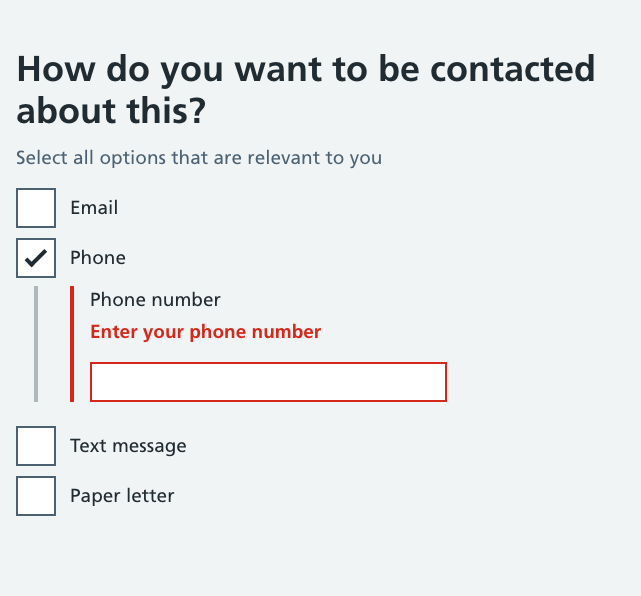 How do you want to be contacted
about this?
Select all options that are relevant to you
Email
Phone
Phone number
Enter your phone number
Text message
Paper letter